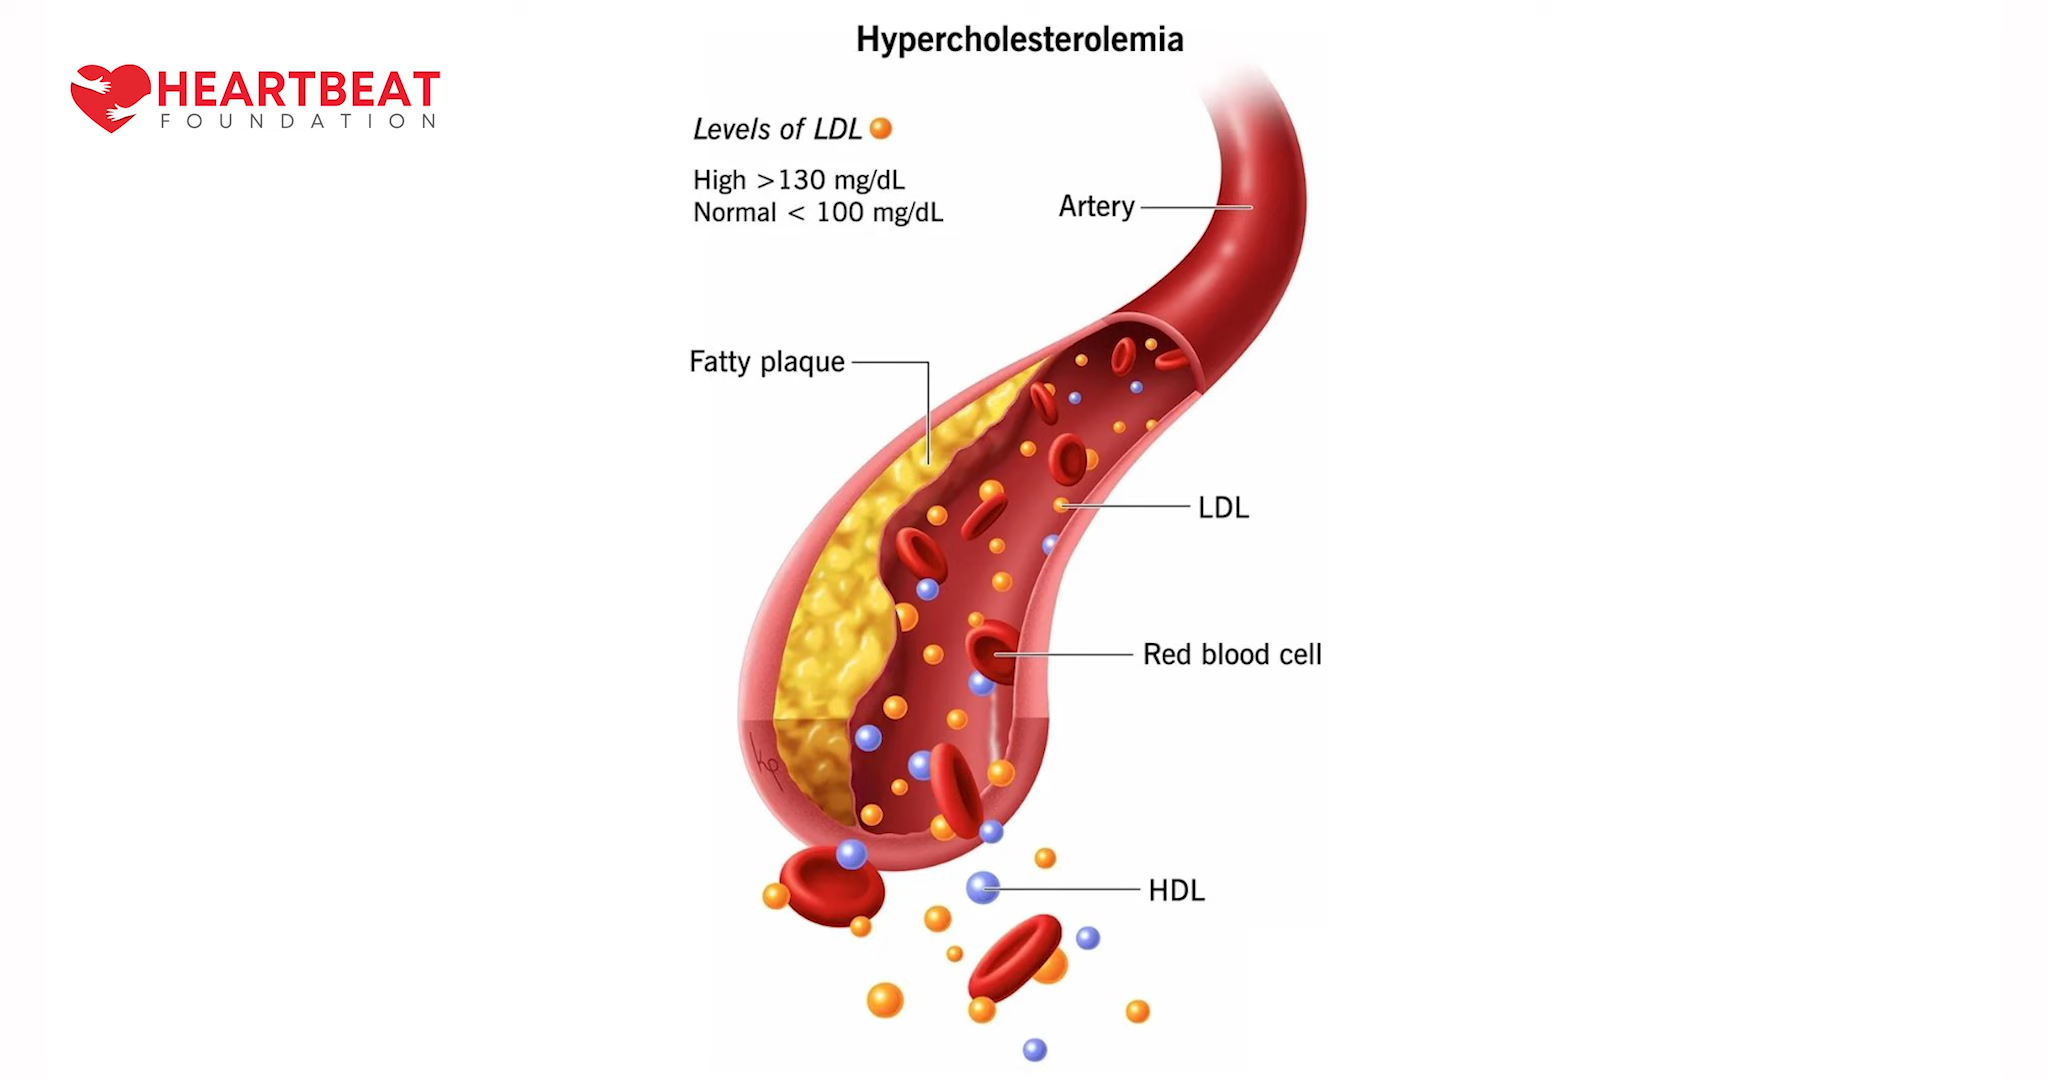 Hypercholesterolemia
HEARTBEAT
FOUNDATION
Levels of LDL
High >130 mg/dL
Normal < 100 mg/dL
Artery
Fatty plaque
LDL
Red blood cell
HDL